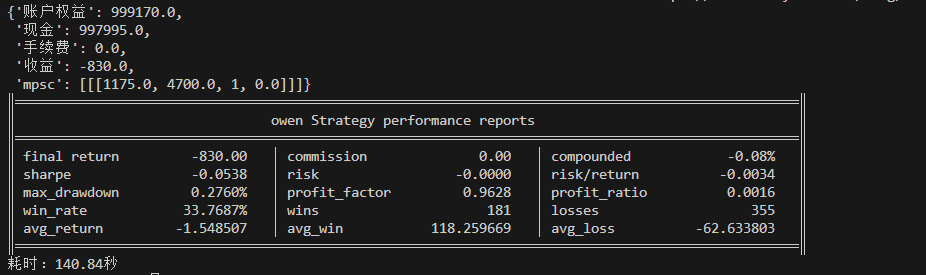 {'账户权益': 999170.0,
'现金': 997995.0,
'手续费': 0.0,
'收益': -830.0,
'mpsc': [[[1175.0, 4700.0, 1, 0.0]]]}
owen Strategy performance reports
final return -830.00 commission 0.00 compounded -0.08%
sharpe -0.0538 risk -0.0000 risk/return -0.0034
max_drawdown 0.2760% profit_factor 0.9628 profit_ratio 0.0016
win_rate 33.7687% wins 181 losses 355
avg_return -1.548507 avg_win 118.259669 avg_loss -62.633803
耗时：140.84秒